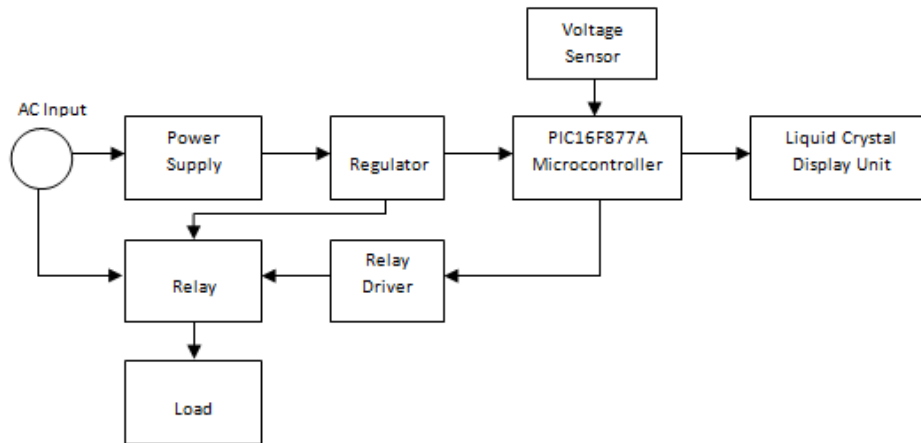 Voltage
Sensor
AC Input
Power
Supply
Regulator
PIC16F877A
Microcontroller
Liquid Crystal
Display Unit
Relay
Relay
Driver
Load